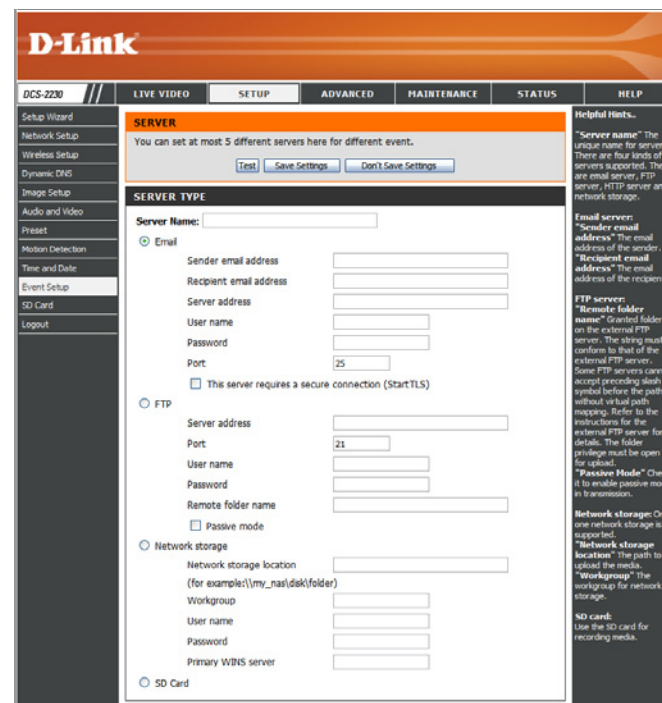 D-Link
DCS-2230
LIVE VIDEO
SETUP
ADVANCED
MAINTENANCE
STATUS
HELP
Setup Wizard
Network Setup
Wireless Setup
Dynamic DNS
Image Setup
Audio and Video
Preset
Motion Detection
Time and Date
Event Setup
SD Card
Logout
SERVER
You can set at most 5 different servers here for different event.
Test
Save Settings
Don't Save Settings
SERVER TYPE
Server Name:
Email
Sender email address
Recipient email address
Server address
User name
Password
Port
25
This server requires a secure connection (StartTLS)
FTP
Server address
Port
21
User name
Password
Remote folder name
Passive mode
Network storage
Network storage location
(for example:\\my_nas\disk\folder)
Workgroup
User name
Password
Primary WINS server
SD Card
Helpful Hints..
"Server name" The
unique name for server.
There are four kinds of
servers supported. The
are email server, FTP
server, HTTP server an
network storage.
Email server:
"Sender email
address" The email
address of the sender.
"Recipient email
address" The email
address of the recipien
FTP server:
"Remote folder
name" Granted folder
on the external FTP
server. The string must
conform to that of the
external FTP server.
Some FTP servers cann
accept preceding slash
symbol before the path
without virtual path
mapping. Refer to the
instructions for the
external FTP server for
details. The folder
privilege must be open
for upload.
"Passive Mode" Che
it to enable passive mo
in transmission.
Network storage: On
one network storage is
supported.
"Network storage
location" The path to
upload the media.
"Workgroup" The
workgroup for network
storage.
SD card:
Use the SD card for
recording media.